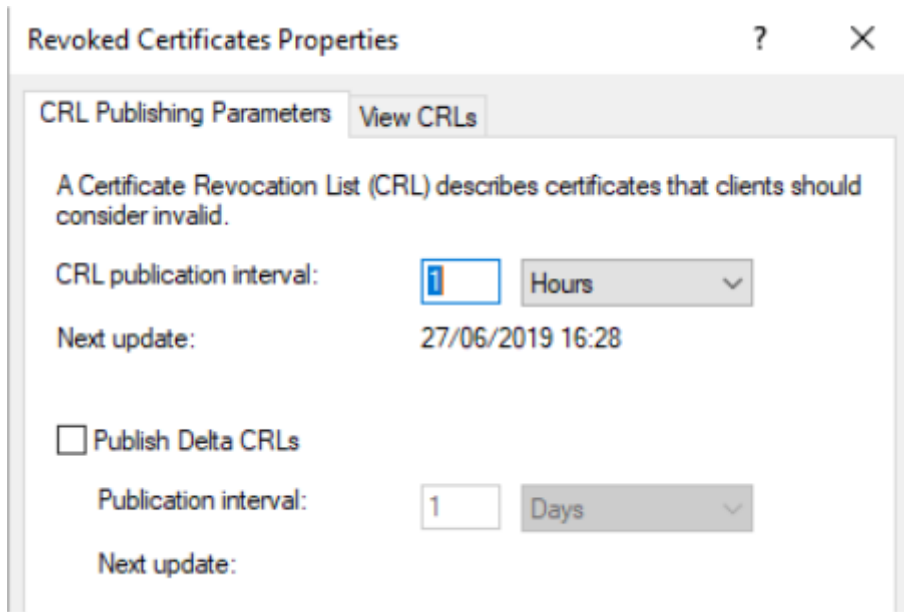 Revoked Certificates Properties ? ×
CRL Publishing Parameters View CRLs
A Certificate Revocation List (CRL) describes certificates that clients should
consider invalid.
CRL publication interval: 1 Hours
Next update: 27/06/2019 16:28
Publish Delta CRLs
Publication interval: 1 Days
Next update: